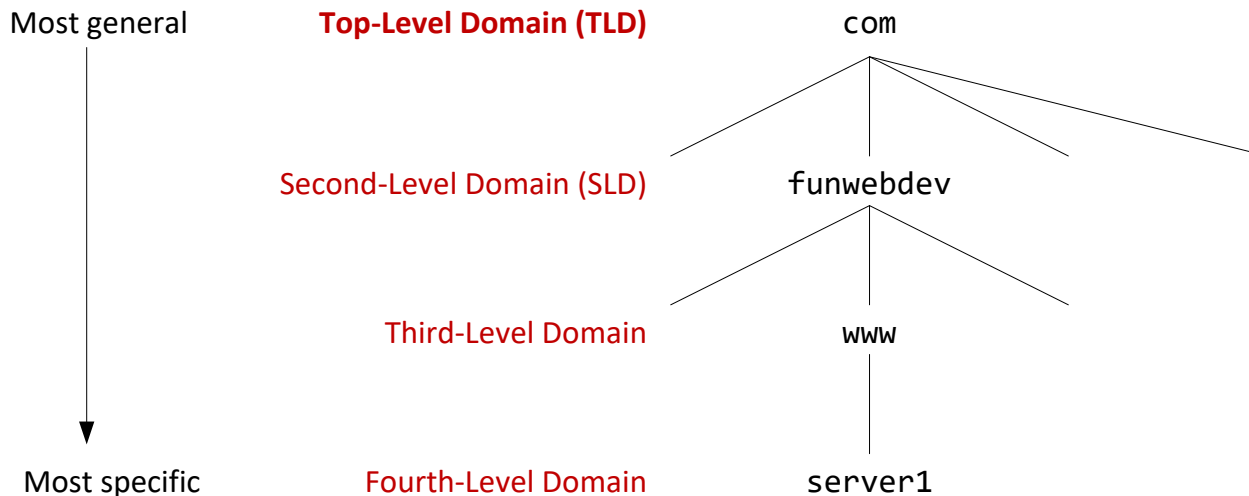 Most general
Top-Level Domain (TLD)
com
Second-Level Domain (SLD)
funwebdev
Third-Level Domain
www
Most specific
Fourth-Level Domain
server1